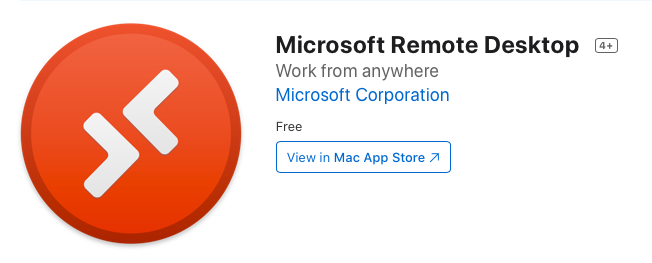 Microsoft Remote Desktop 4+
Work from anywhere
Microsoft Corporation
Free
View in Mac App Store ↗